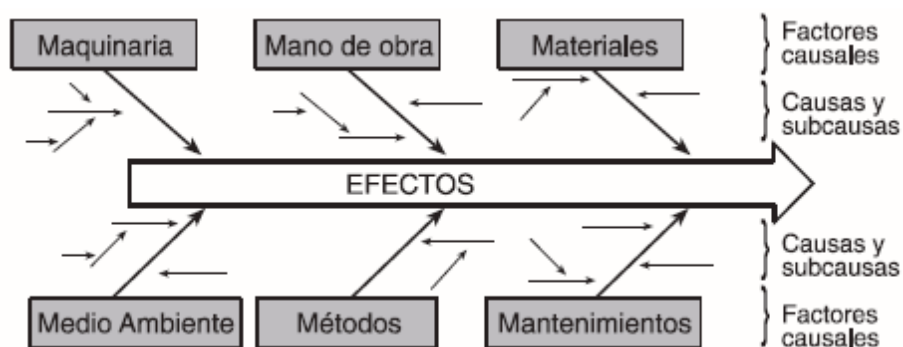 Maquinaria
Mano de obra
Materiales
Factores
causales
Causas y
subcausas
EFECTOS
Causas y
subcausas
Medio Ambiente
Métodos
Mantenimientos
Factores
causales